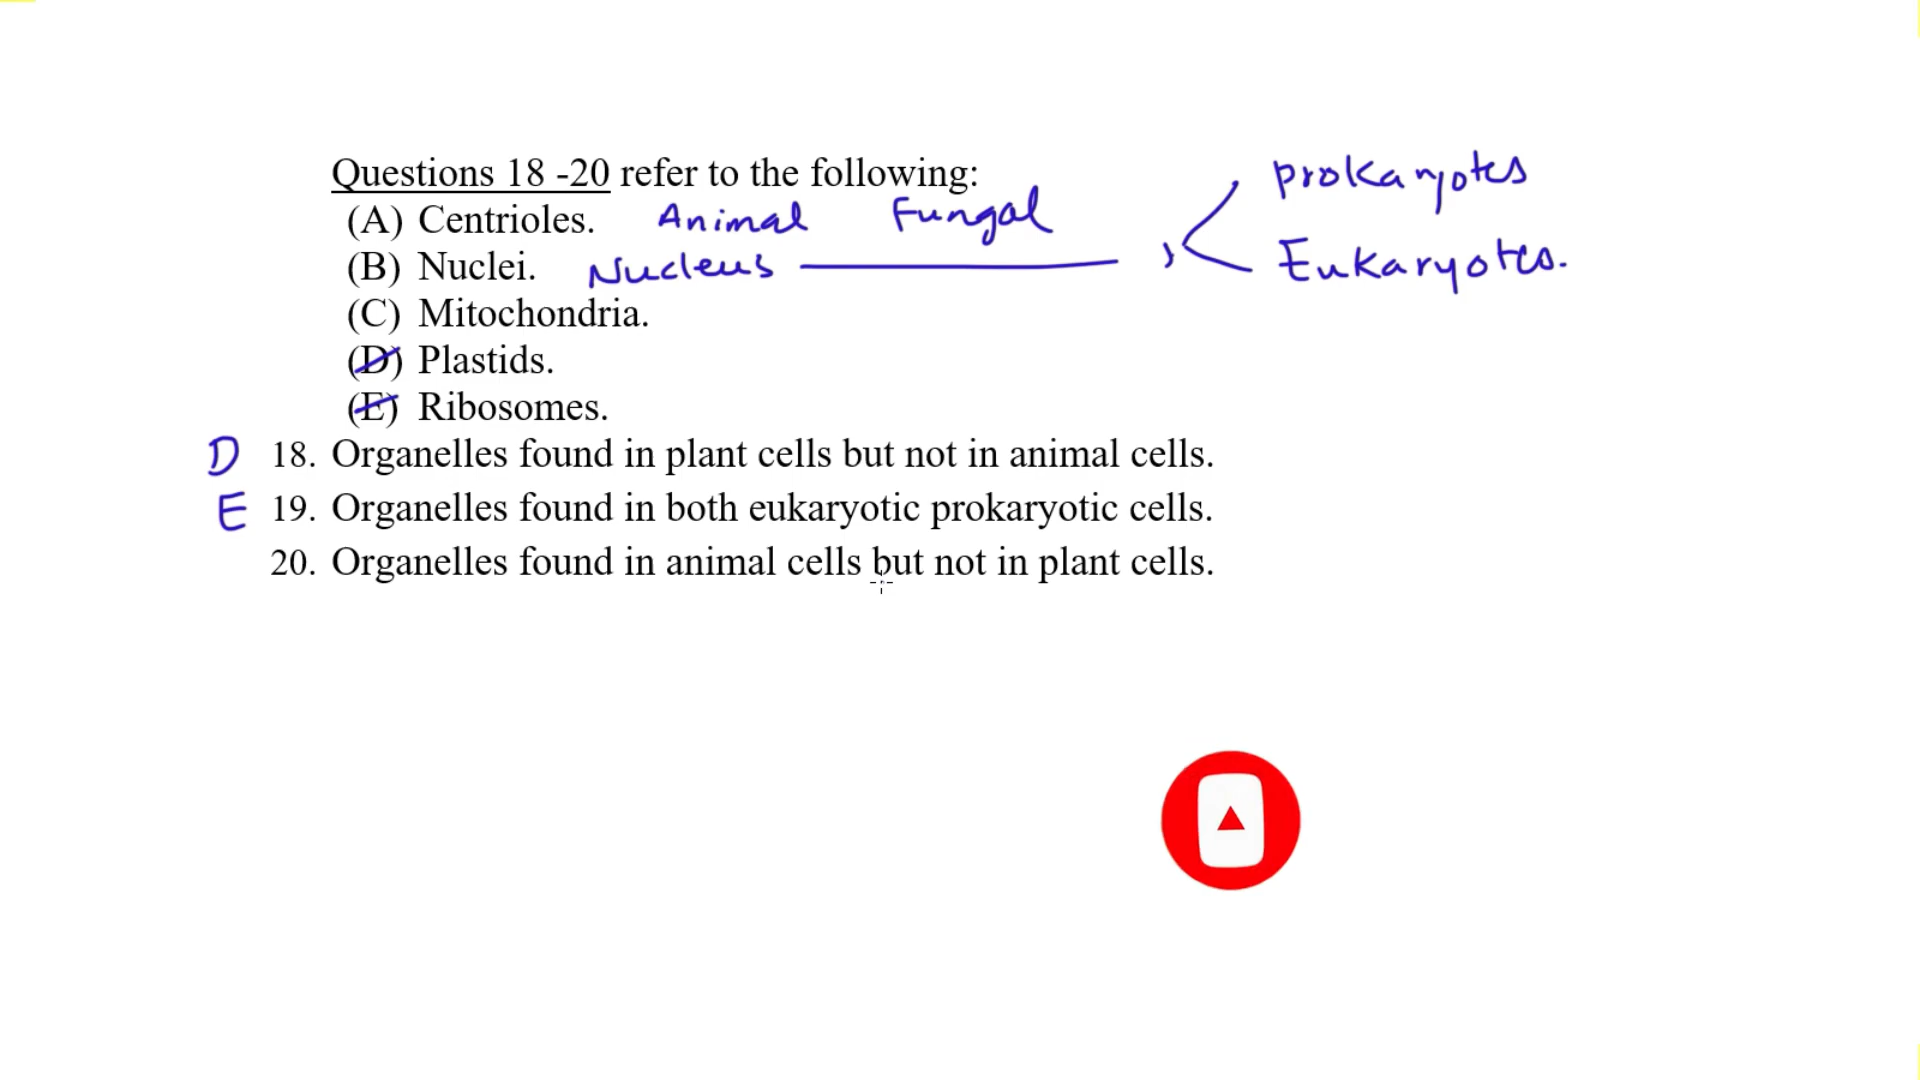 Questions 18 -20 refer to the following:
prokaryotes
(A) Centrioles. Animal Fungal
(B) Nuclei. Nucleus
Eukaryotes.
(C) Mitochondria.
(D) Plastids.
(E) Ribosomes.
D 18. Organelles found in plant cells but not in animal cells.
E 19. Organelles found in both eukaryotic prokaryotic cells.
20. Organelles found in animal cells but not in plant cells.